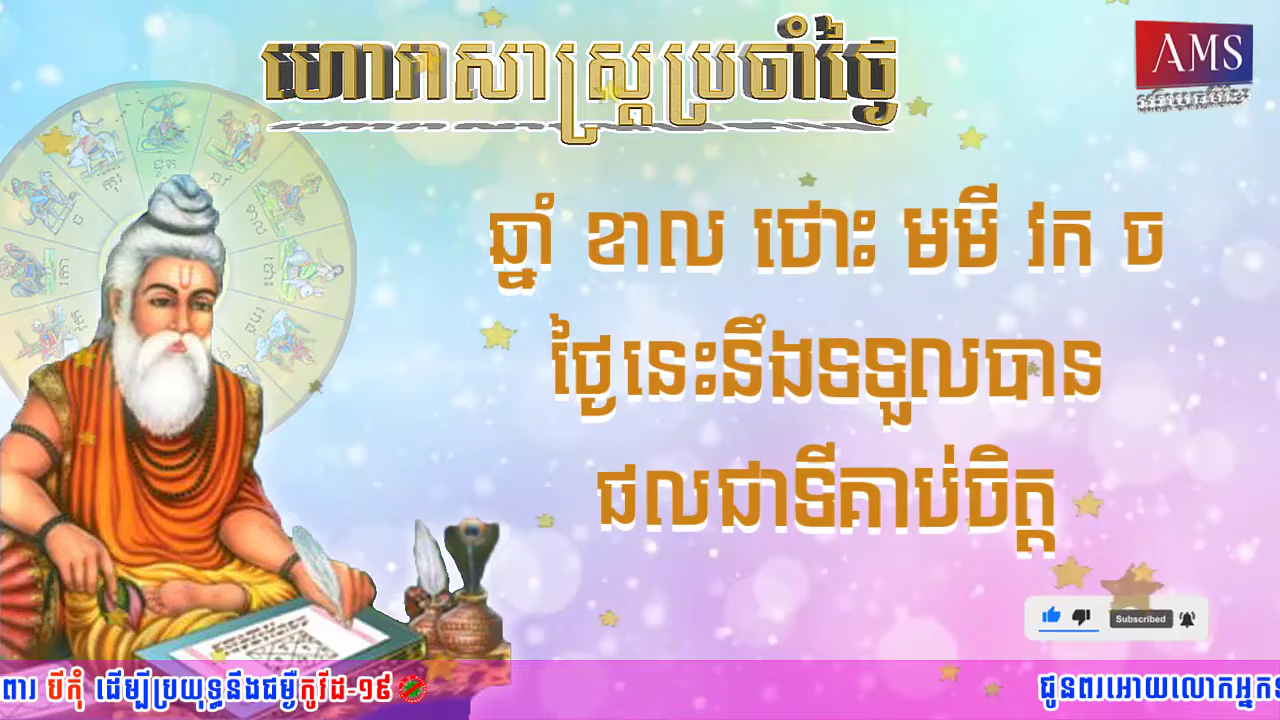 ហោរាសាស្ត្រប្រចាំថ្ងៃ
AMS
ឆ្នាំ ខាល ថោះ មមី វក ច
ថ្ងៃនេះនឹងទទួលបាន
ផលជាទីគាប់ចិត្ត
Subscribed
ពារ បីកុំ ដើម្បីប្រយុទ្ធនឹងជម្ងឺកូវីដ-១៩
ជូនពរអោយលោកអ្នក